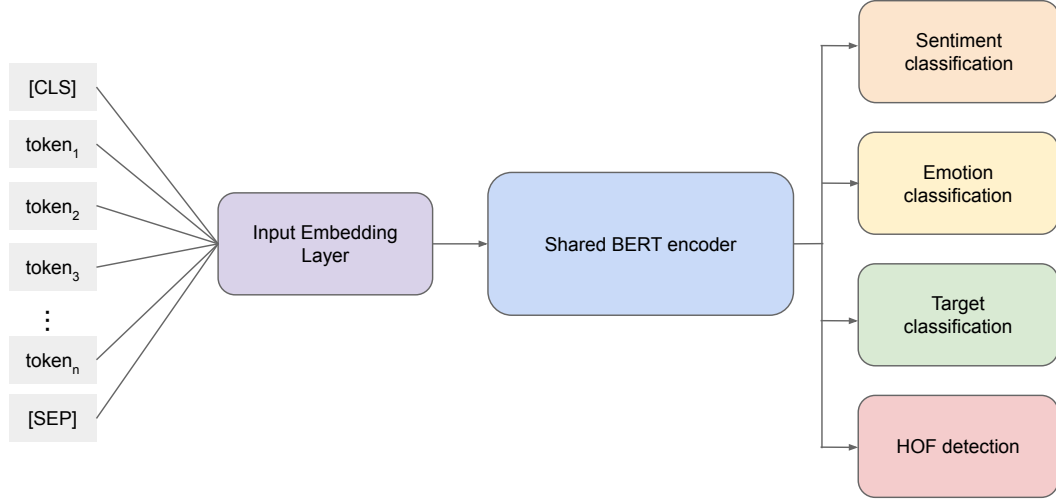 [CLS]
token1
token2
token3
⋮
tokenn
[SEP]
Input Embedding
Layer
Shared BERT encoder
Sentiment
classification
Emotion
classification
Target
classification
HOF detection